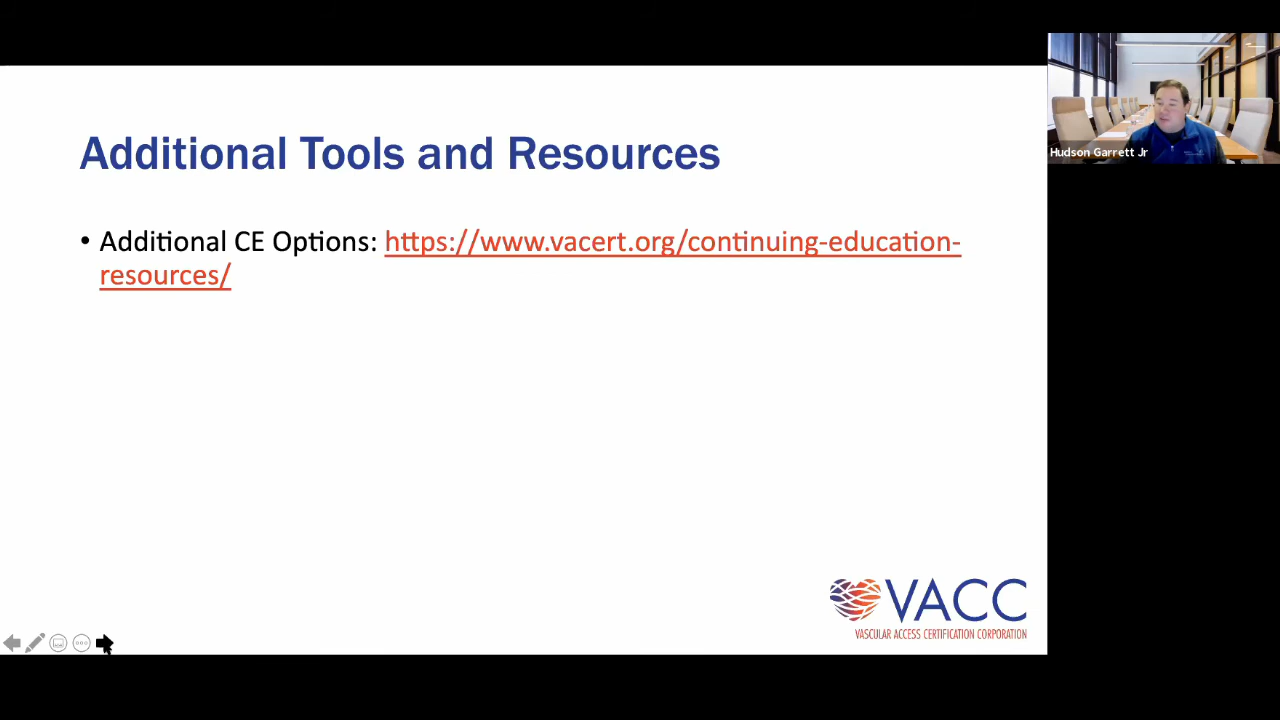 Additional Tools and Resources
• Additional CE Options: https://www.vacert.org/continuing-education-
resources/
VACC
VASCULAR ACCESS CERTIFICATION CORPORATION
Hudson Garrett Jr